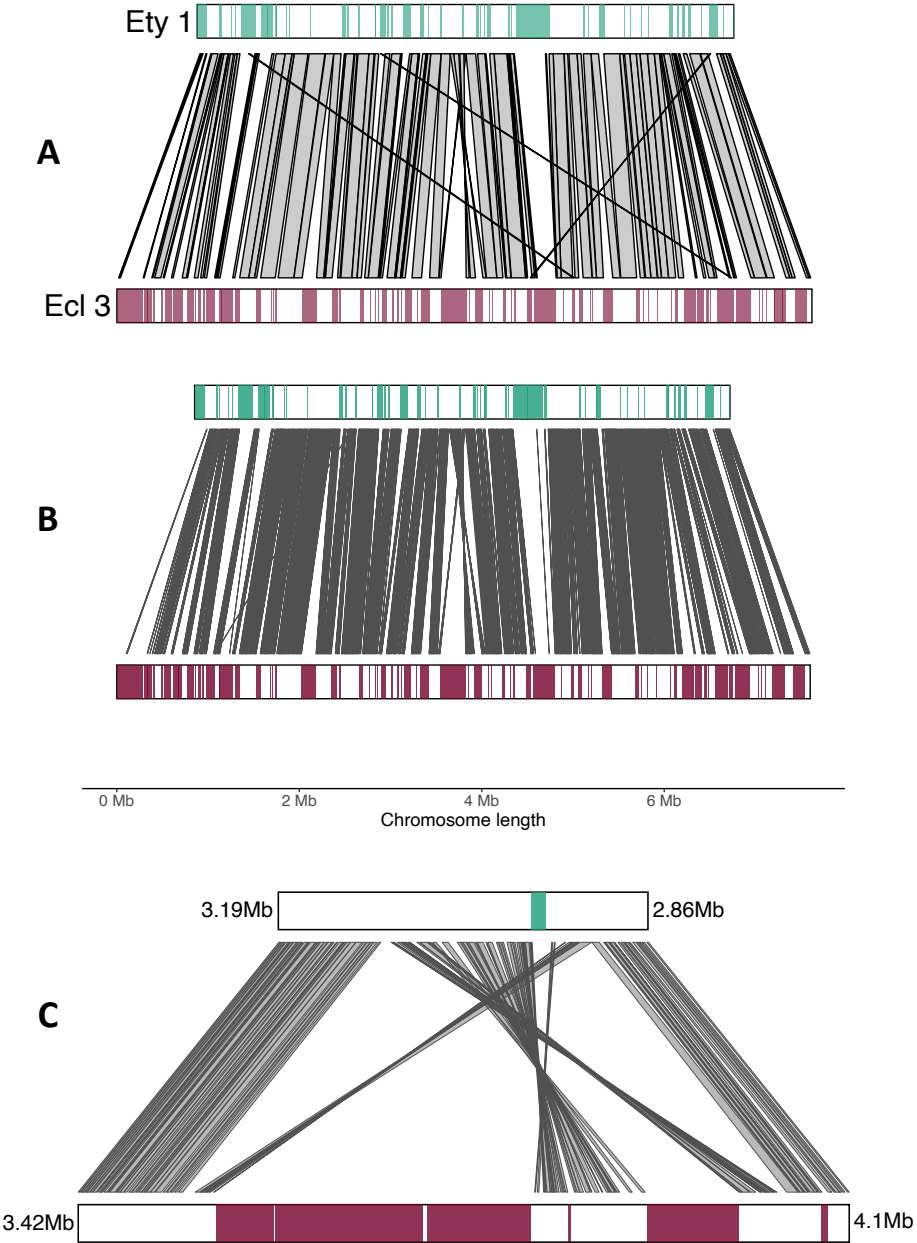 Ety 1
A
Ecl 3
B
0 Mb 2 Mb 4 Mb 6 Mb
Chromosome length
3.19Mb 2.86Mb
C
3.42Mb 4.1Mb